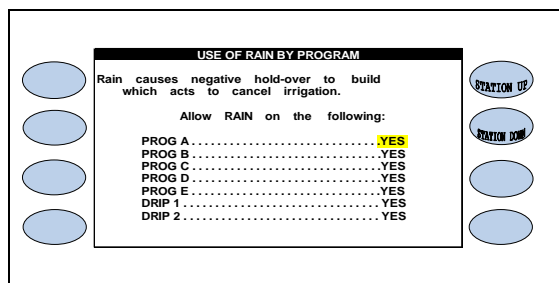 USE OF RAIN BY PROGRAM
Rain causes negative hold-over to build
which acts to cancel irrigation.
STATION UP
Allow RAIN on the following:
STATION DOWN
PROG A............................YES
PROG B............................. YES
PROG C............................. YES
PROG D............................. YES
PROG E............................. YES
DRIP 1.............................. YES
DRIP 2.............................. YES